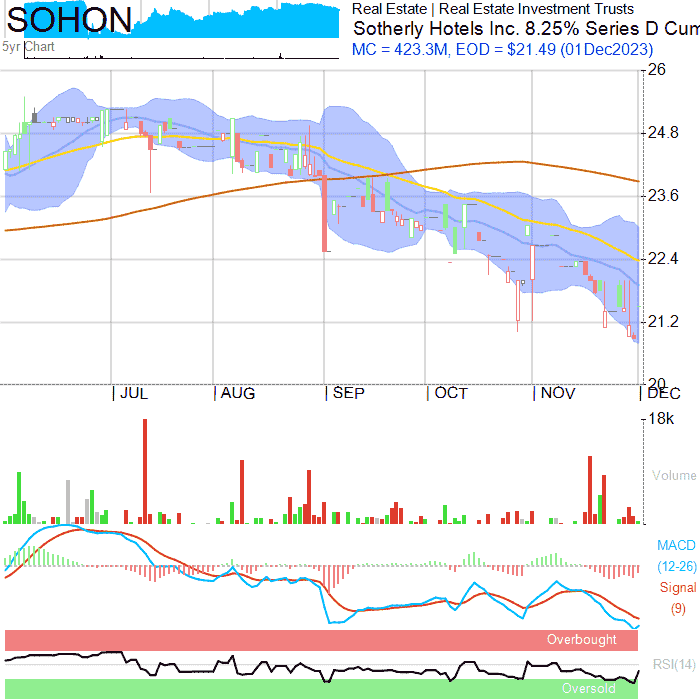 SOHON
Real Estate | Real Estate Investment Trusts
Sotherly Hotels Inc. 8.25% Series D Cum
5yr Chart
MC = 423.3M, EOD = $21.49 (01Dec2023)
26
24.8
23.6
22.4
21.2
20
JUL AUG SEP OCT NOV DEC
18k
Volume
MACD
(12-26)
Signal
(9)
Overbought
RSI(14)
Oversold